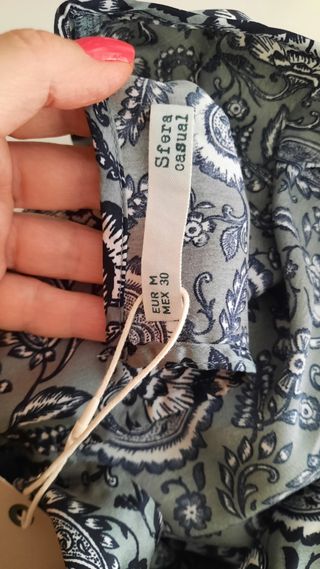 Sfera
casual
EUR M
MEX 30